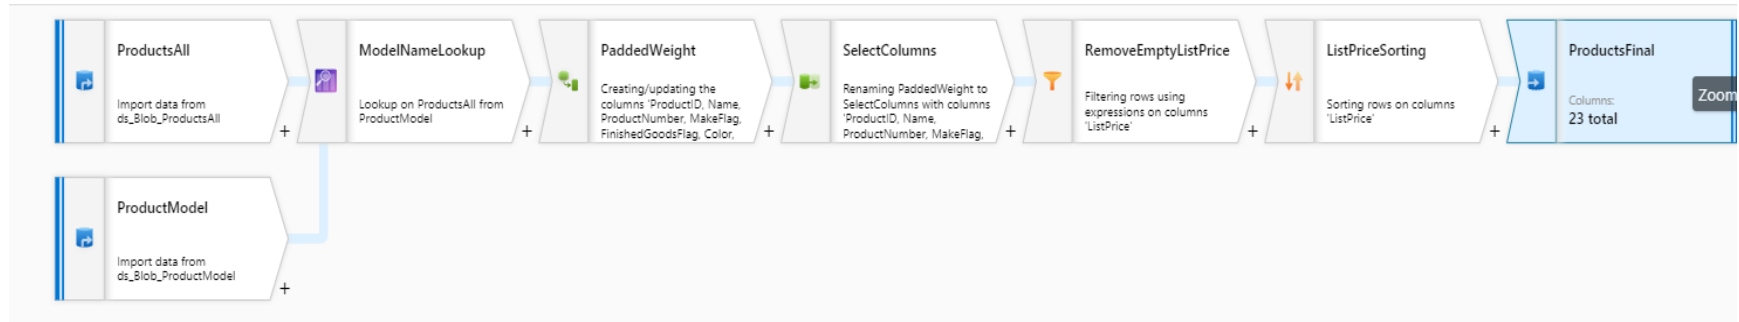 ProductsAll
Import data from
ds_Blob_ProductsAll
+
ModelNameLookup
Lookup on ProductsAll from
ProductModel
+
PaddedWeight
Creating/updating the
columns 'ProductID, Name,
ProductNumber, MakeFlag,
FinishedGoodsFlag, Color,
+
SelectColumns
Renaming PaddedWeight to
SelectColumns with columns
'ProductID, Name,
ProductNumber, MakeFlag,
+
RemoveEmptyListPrice
Filtering rows using
expressions on columns
'ListPrice'
+
ListPriceSorting
Sorting rows on columns
'ListPrice'
+
ProductsFinal
Columns:
23 total
Zoom
ProductModel
Import data from
ds_Blob_ProductModel
+